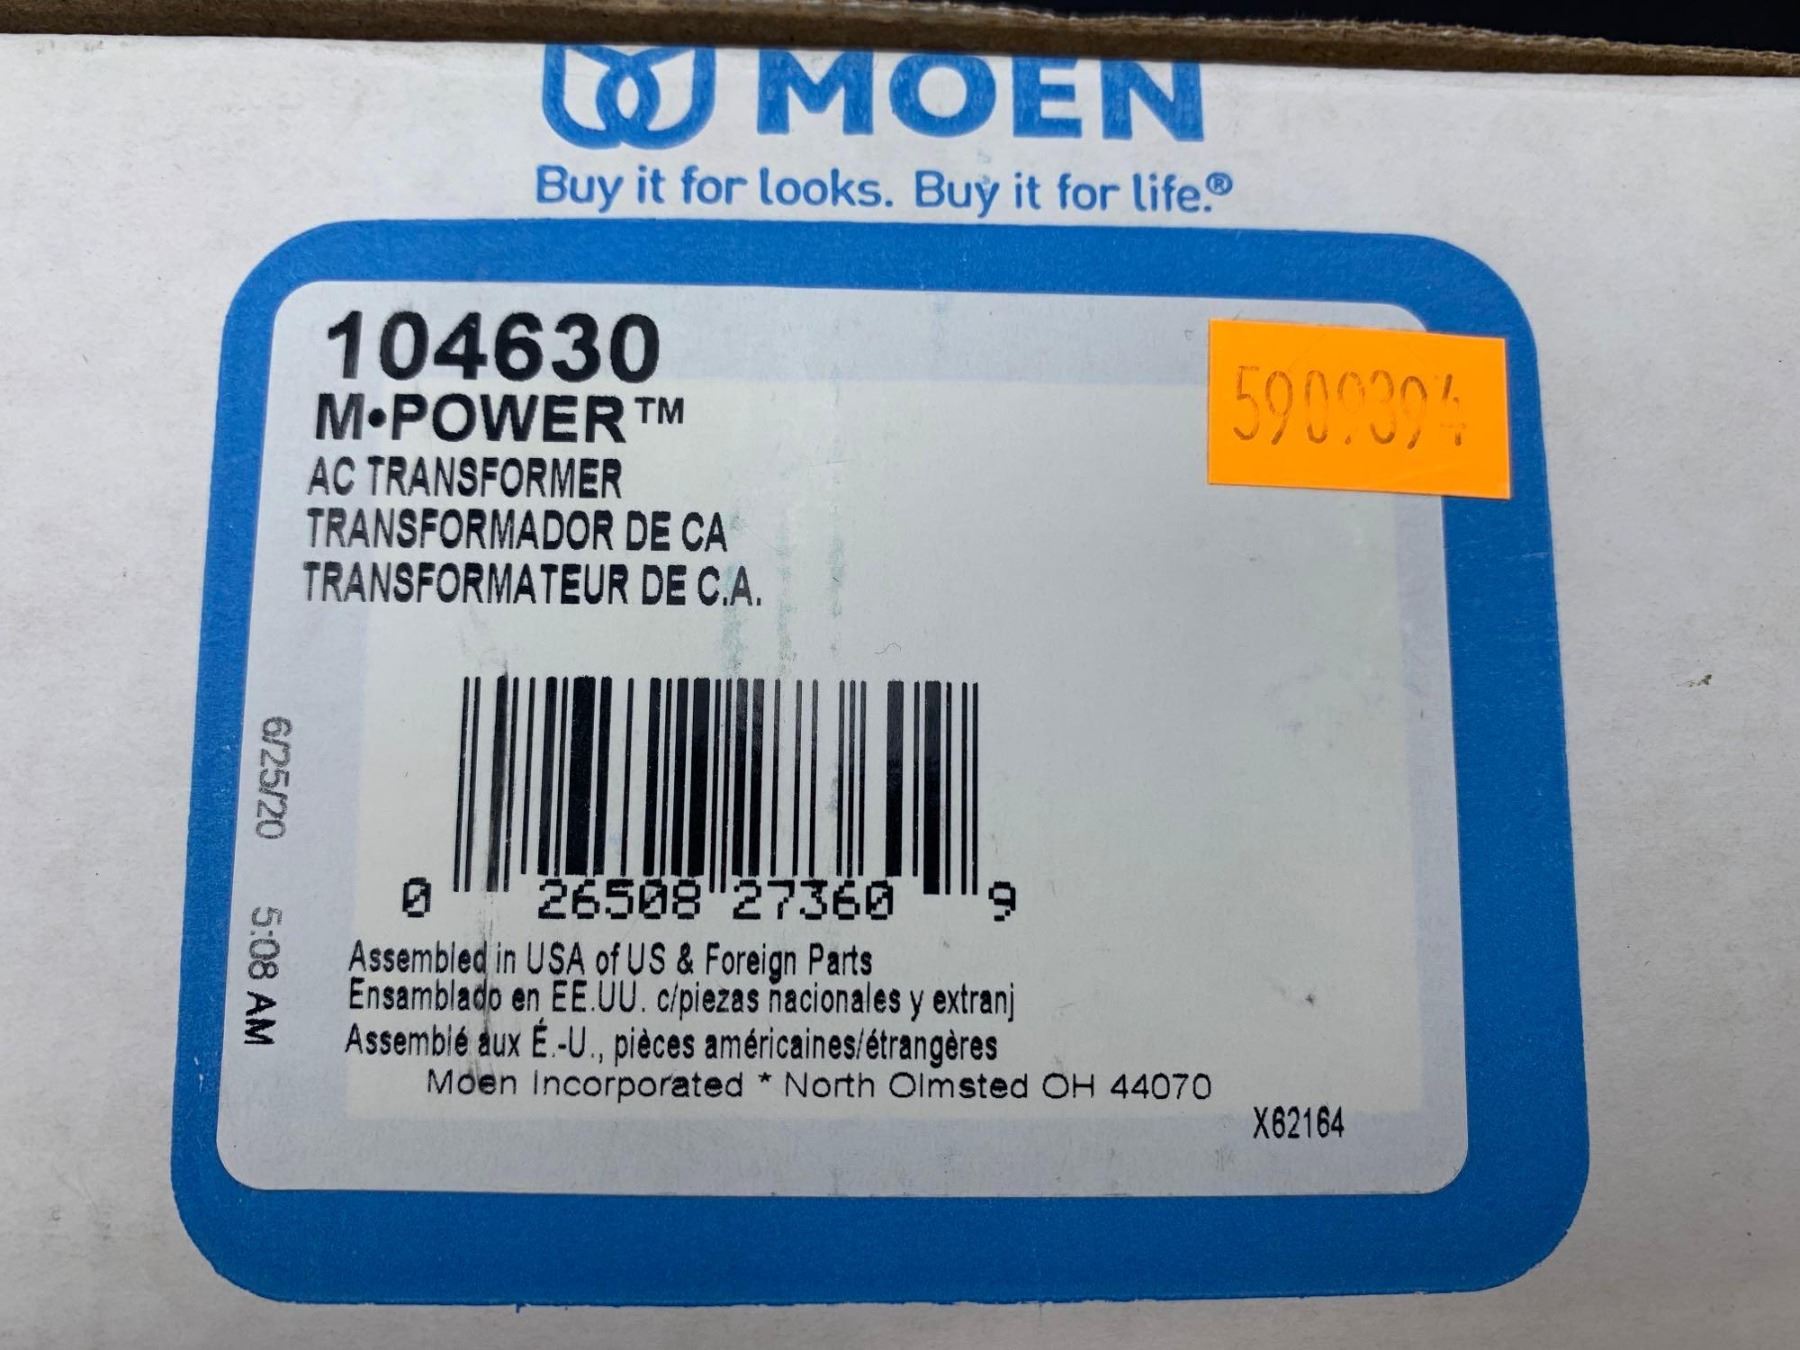 MOEN
Buy it for looks. Buy it for life.®
104630
M•POWER™
AC TRANSFORMER
TRANSFORMADOR DE CA
TRANSFORMATEUR DE C.A.
5909394
6/25/20 5:08 AM
0 26508 27360 9
Assembled in USA of US & Foreign Parts
Ensamblado en EE.UU. c/piezas nacionales y extranj
Assemblé aux É.-U., pièces américaines/étrangères
Moen Incorporated * North Olmsted OH 44070
X62164